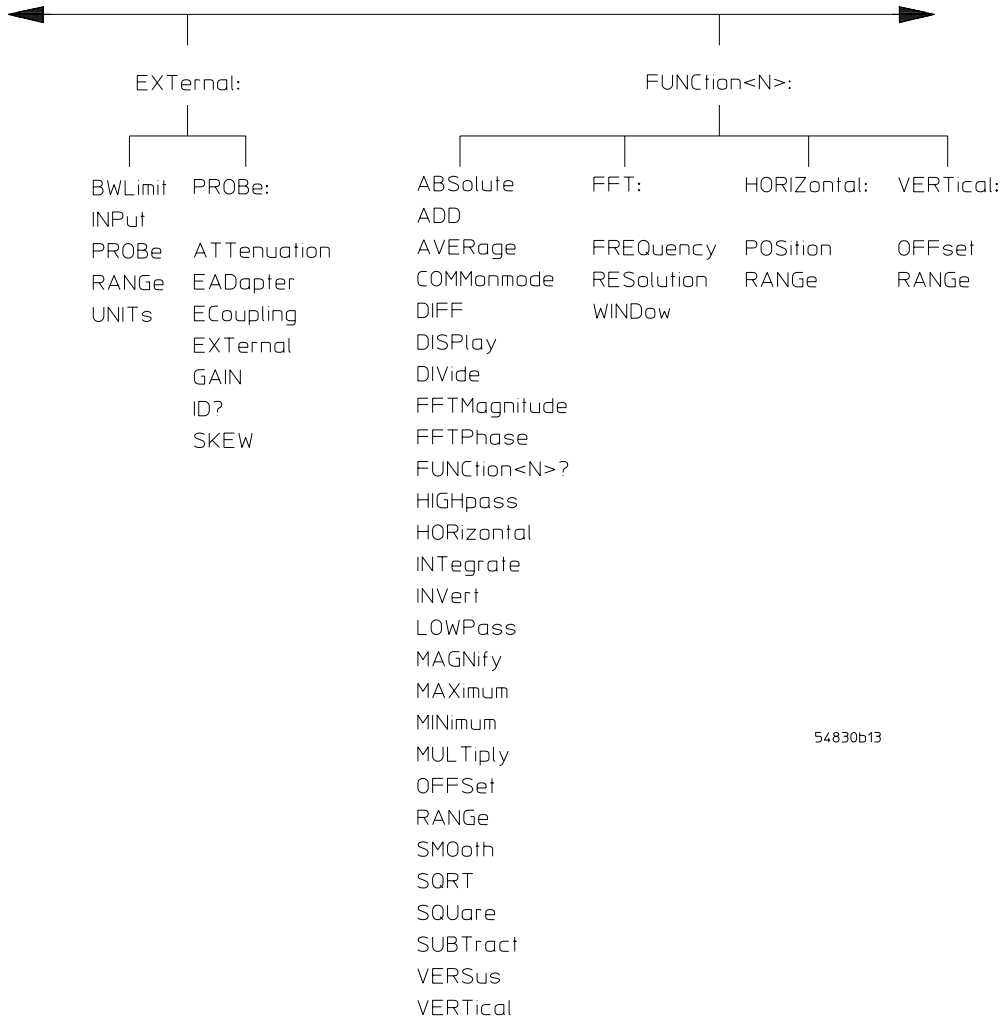 EXTernal:
FUNCtion<N>:
BWLimit
INPut
PROBe
RANGe
UNITs
PROBe:
ATTenuation
EADapter
ECoupling
EXTernal
GAIN
ID?
SKEW
ABSolute
ADD
AVERage
COMMonmode
DIFF
DISPlay
DIVide
FFTMagnitude
FFTPhase
FUNCtion<N>?
HIGHpass
HORizontal
INTegrate
INVert
LOWPass
MAGNify
MAXimum
MINimum
MULTiply
OFFSet
RANGe
SMOoth
SQRT
SQUare
SUBTract
VERSus
VERTical
FFT:
FREQuency
RESolution
WINDow
HORIZontal:
POSition
RANGe
VERTical:
OFFset
RANGe
54830b13